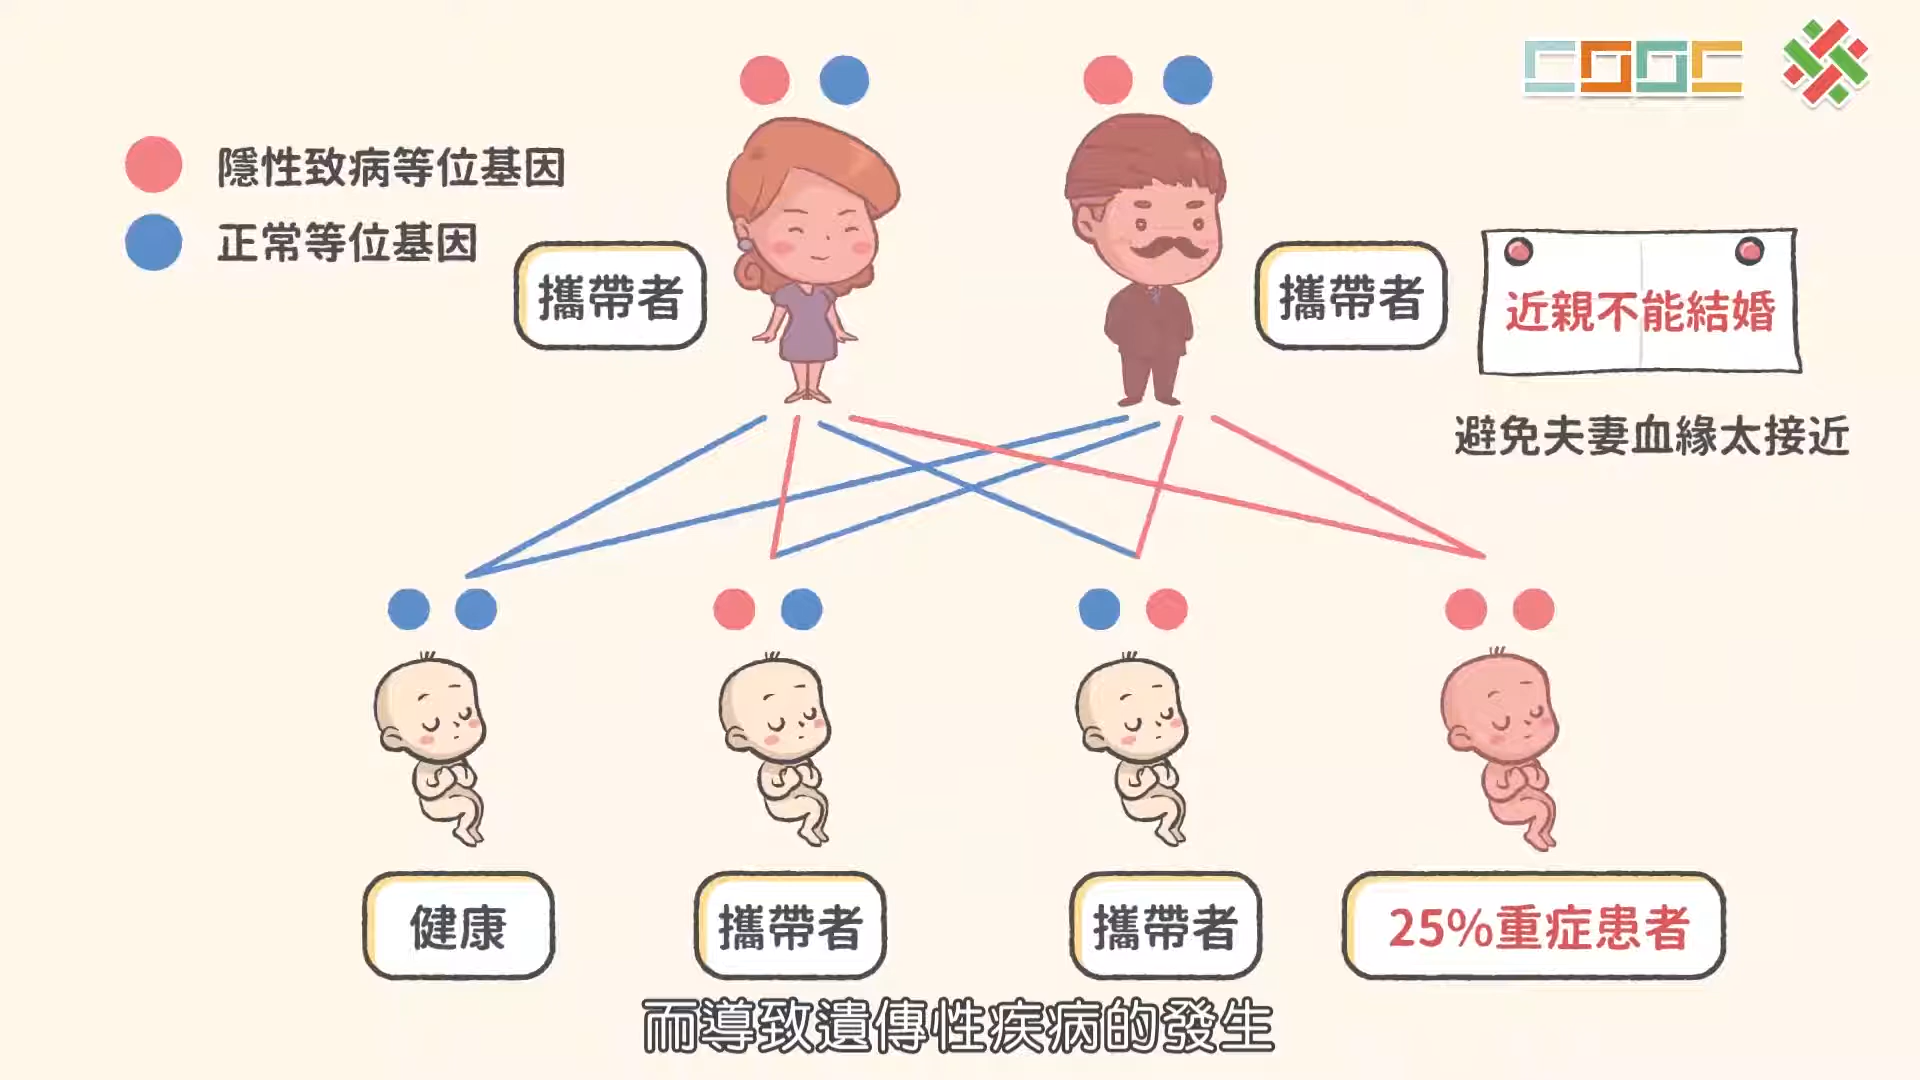 COOC
隱性致病等位基因
正常等位基因
攜帶者
攜帶者
近親不能結婚
避免夫妻血緣太接近
健康
攜帶者
攜帶者
25%重症患者
而導致遺傳性疾病的發生